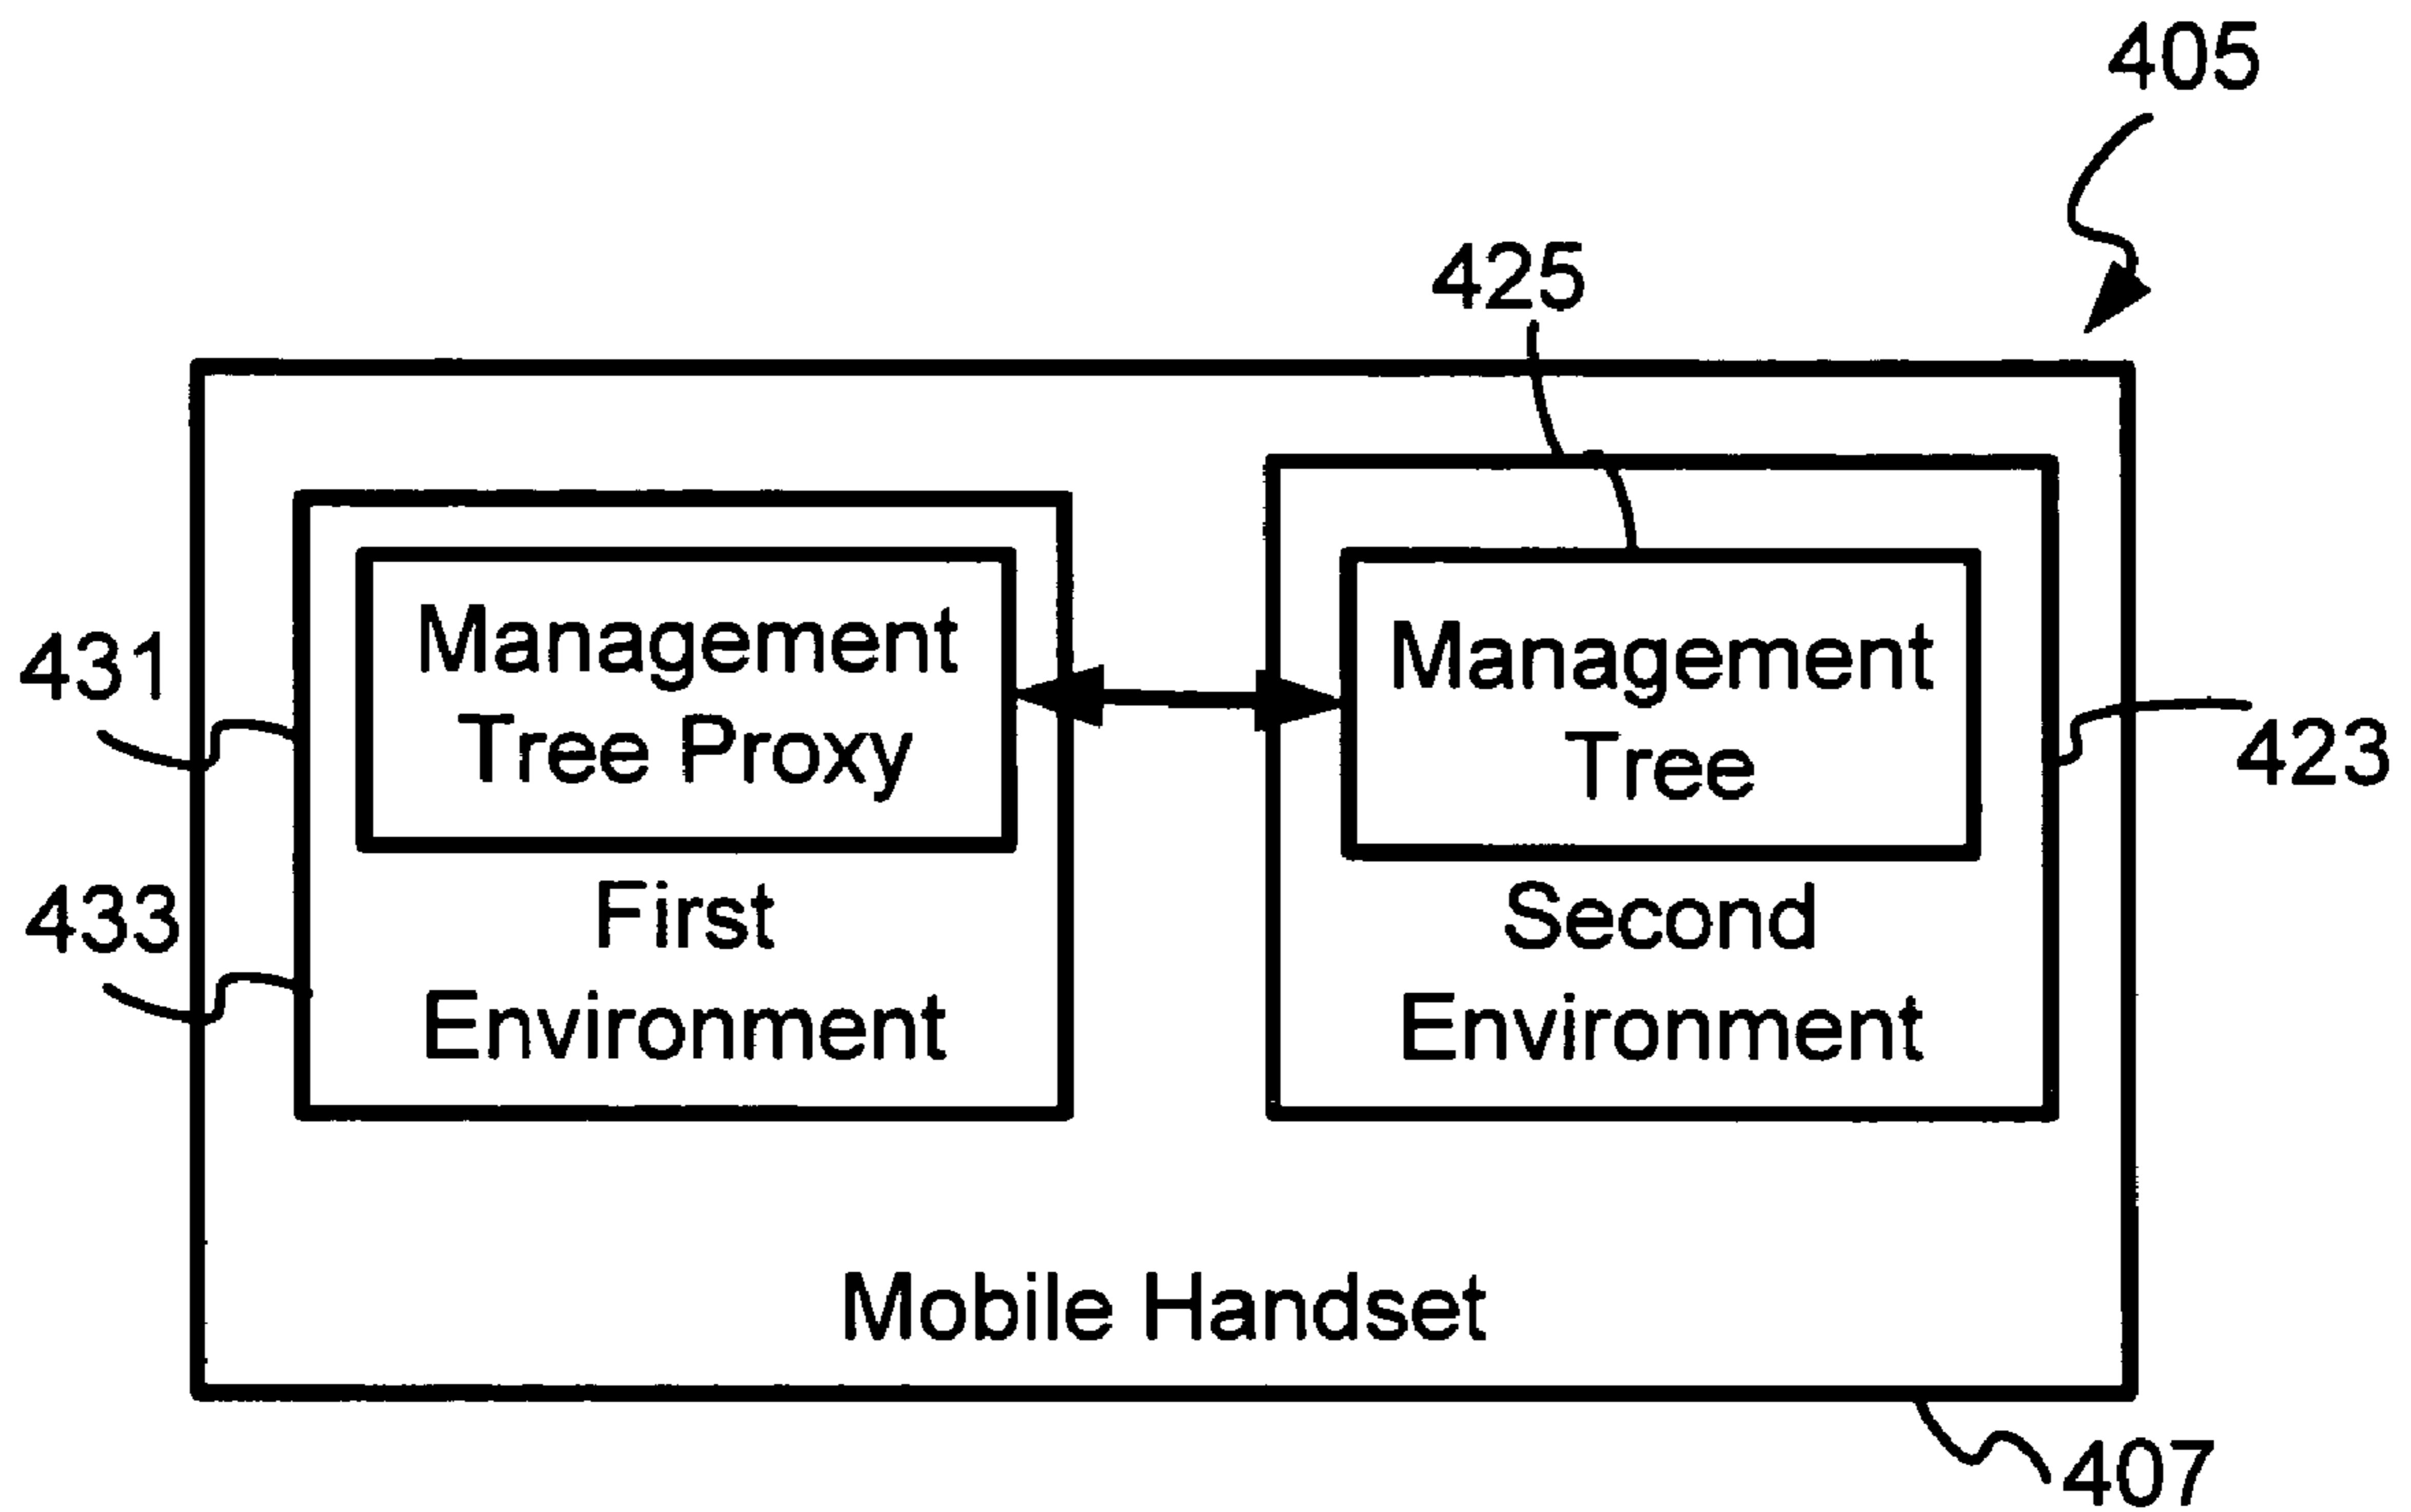 405
425
Management
Tree Proxy
Management
Tree
431
423
433
First
Environment
Second
Environment
Mobile Handset
407